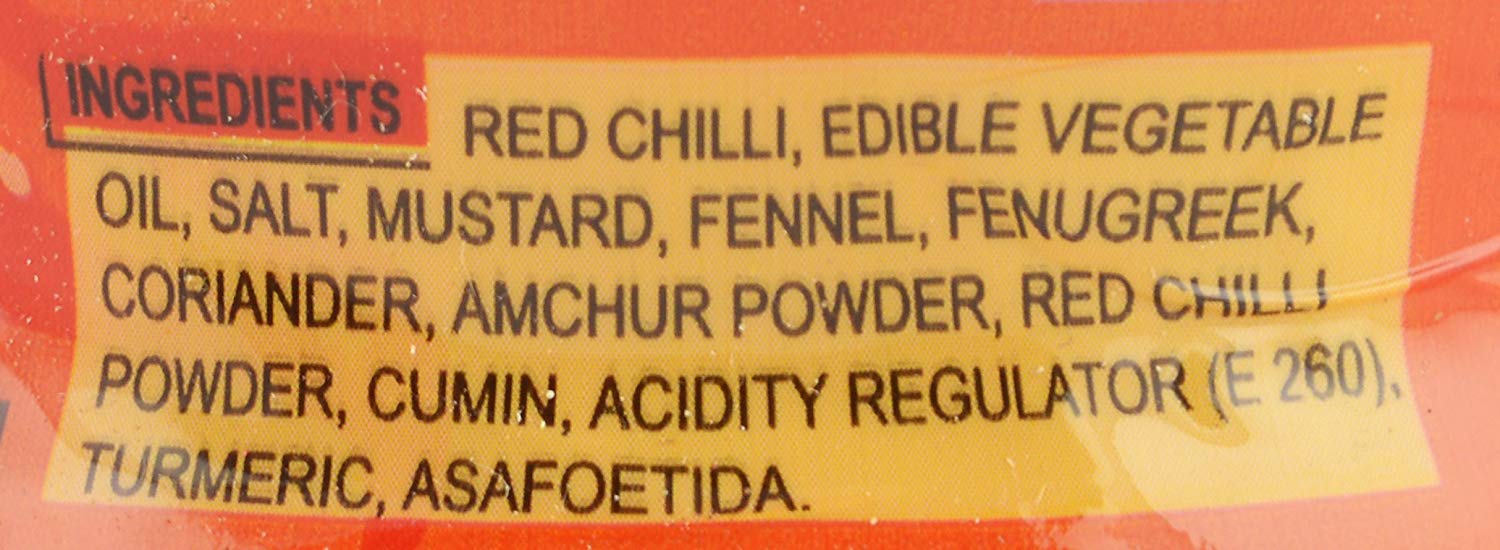 INGREDIENTS RED CHILLI, EDIBLE VEGETABLE
OIL, SALT, MUSTARD, FENNEL, FENUGREEK,
CORIANDER, AMCHUR POWDER, RED CHILLI
POWDER, CUMIN, ACIDITY REGULATOR (E 260),
TURMERIC, ASAFOETIDA.